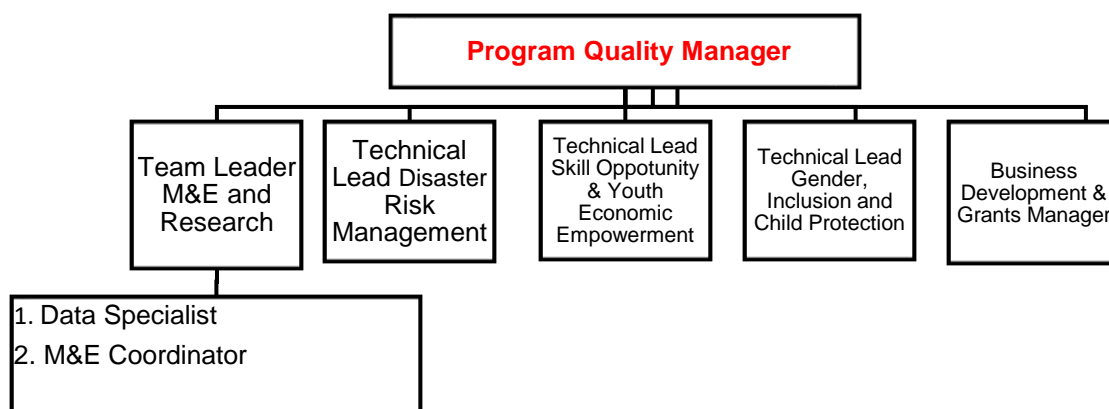 Program Quality Manager
Team Leader
M&E and
Research
Technical
Lead Disaster
Risk
Management
Technical Lead
Skill Oppotunity
& Youth
Economic
Empowerment
Technical Lead
Gender,
Inclusion and
Child Protection
Business
Development &
Grants Manager
1. Data Specialist
2. M&E Coordinator